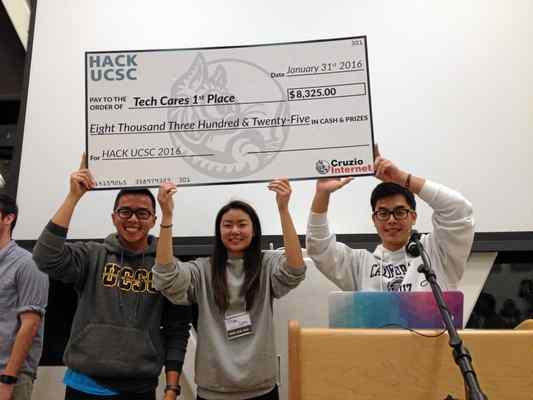 301
HACK
UCSC
Date January 31st 2016
PAY TO THE
ORDER OF Tech Cares 1st Place $8,325.00
Eight Thousand Three Hundred & Twenty-Five IN CASH & PRIZES
For HACK UCSC 2016
Cruzio
Internet
301
UCSC